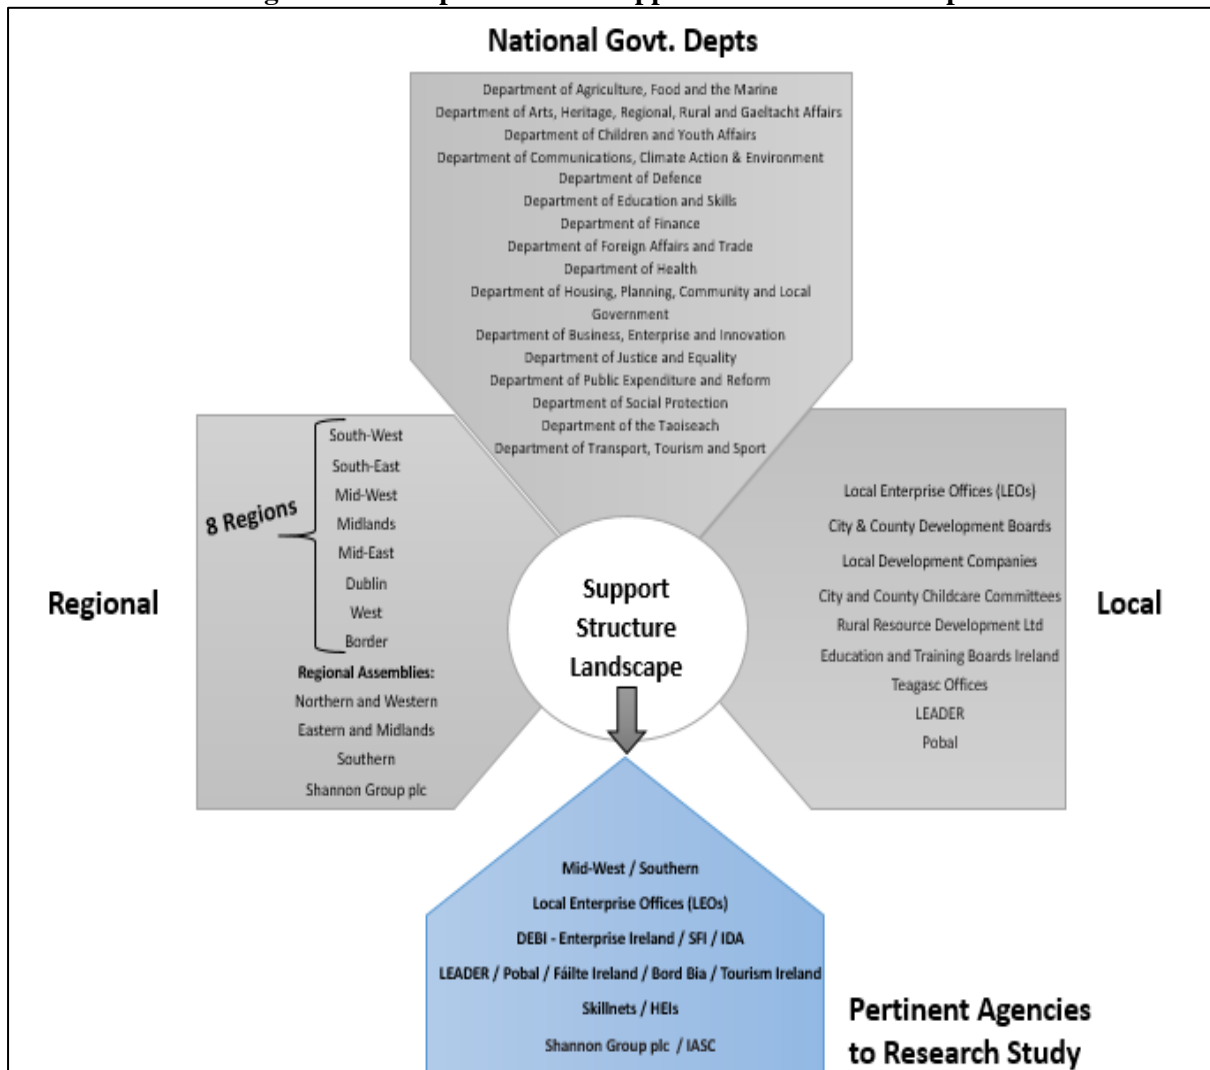 National Govt. Depts
Department of Agriculture, Food and the Marine
Department of Arts, Heritage, Regional, Rural and Gaeltacht Affairs
Department of Children and Youth Affairs
Department of Communications, Climate Action & Environment
Department of Defence
Department of Education and Skills
Department of Finance
Department of Foreign Affairs and Trade
Department of Health
Department of Housing, Planning, Community and Local
Government
Department of Business, Enterprise and Innovation
Department of Justice and Equality
Department of Public Expenditure and Reform
Department of Social Protection
Department of the Taoiseach
Department of Transport, Tourism and Sport
Regional
8 Regions
South-West
South-East
Mid-West
Midlands
Mid-East
Dublin
West
Border
Regional Assemblies:
Northern and Western
Eastern and Midlands
Southern
Shannon Group plc
Support
Structure
Landscape
Local Enterprise Offices (LEOs)
City & County Development Boards
Local Development Companies
City and County Childcare Committees
Rural Resource Development Ltd
Education and Training Boards Ireland
Teagasc Offices
LEADER
Pobal
Local
Mid-West / Southern
Local Enterprise Offices (LEOs)
DEBI - Enterprise Ireland / SFI / IDA
LEADER / Pobal / Fáilte Ireland / Bord Bia / Tourism Ireland
Skillnets / HEIs
Shannon Group plc / IASC
Pertinent Agencies
to Research Study